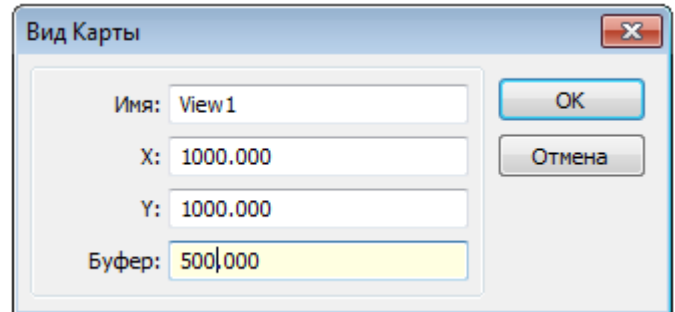 Вид Карты
Имя: View1
OK
X: 1000.000
Отмена
Y: 1000.000
Буфер: 500.000